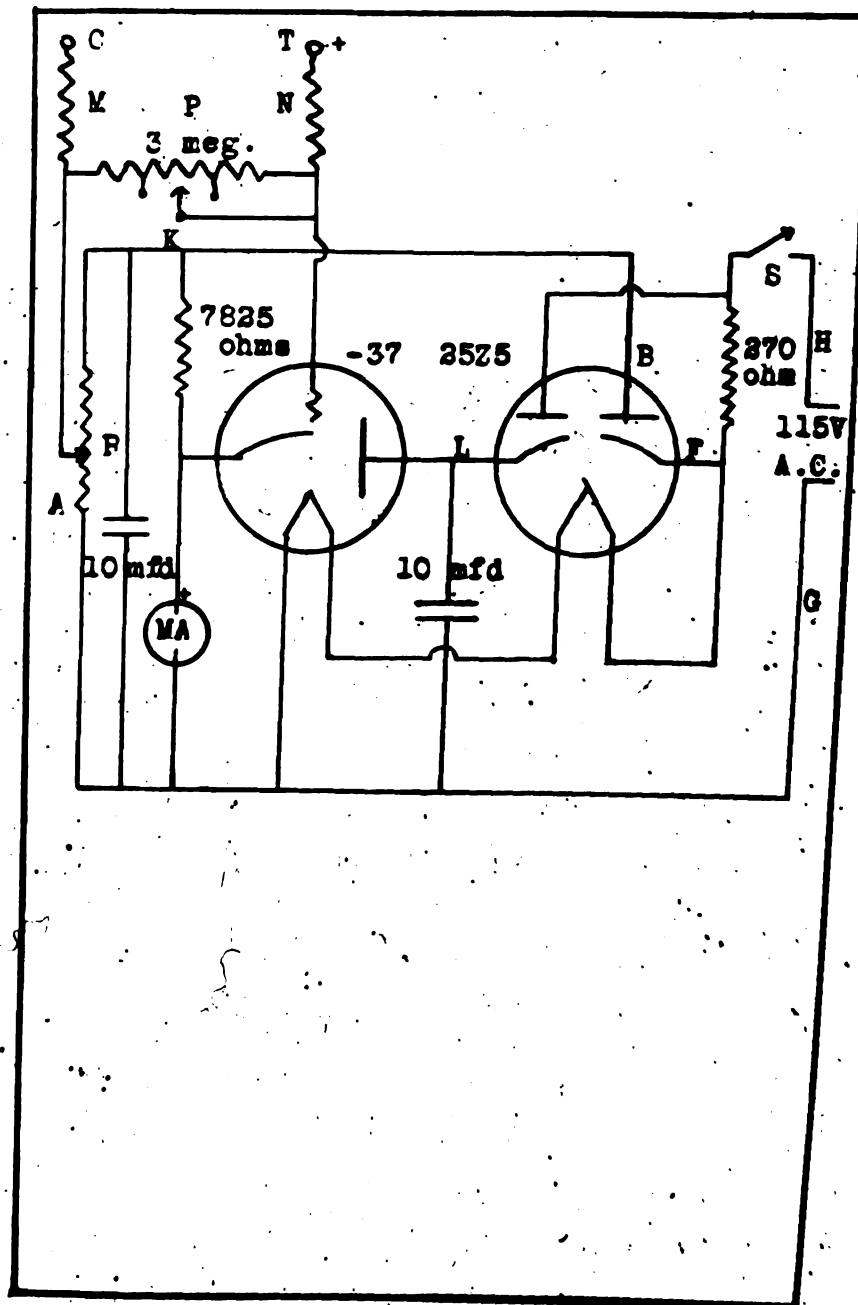 C T +
M P N
3 meg.
K
S
7825
ohms
-37 25Z5 B
270
ohm
H
115V
A.C.
R L F
A
10 mfd
10 mfd
G
+
MA
-